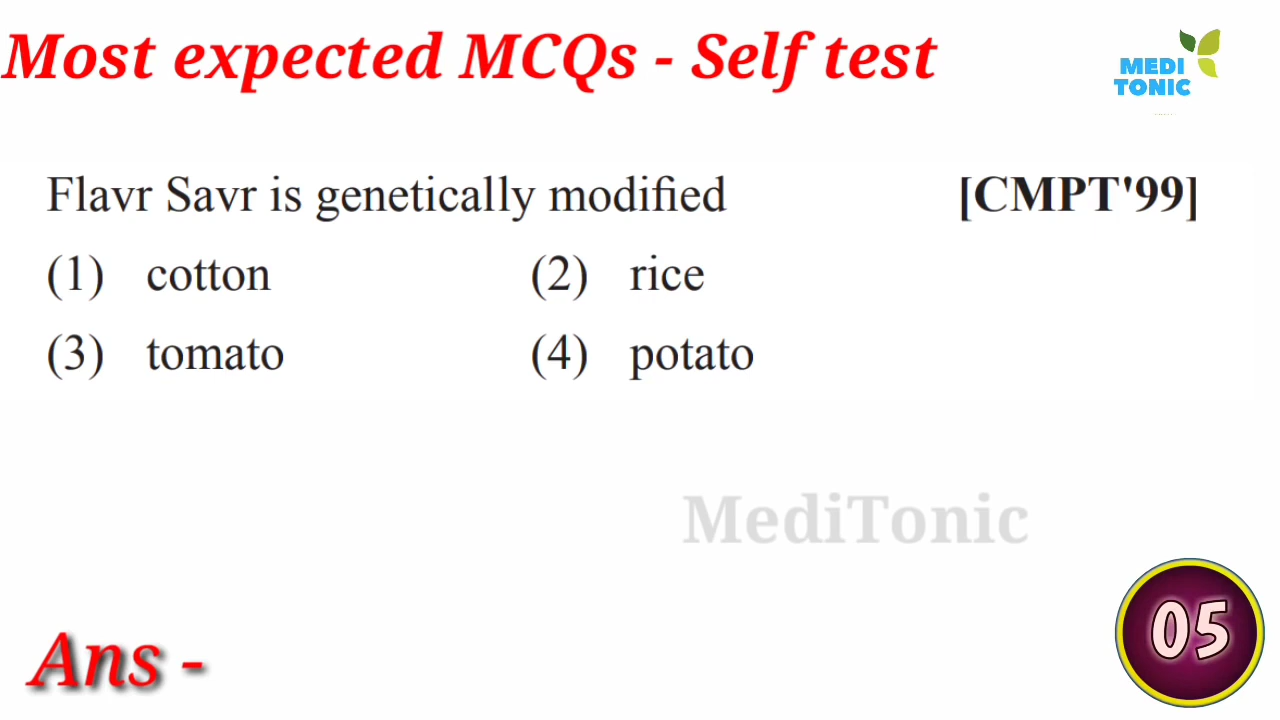 Most expected MCQs - Self test
MEDI
TONIC
Flavr Savr is genetically modified [CMPT'99]
(1) cotton (2) rice
(3) tomato (4) potato
MediTonic
05
Ans -